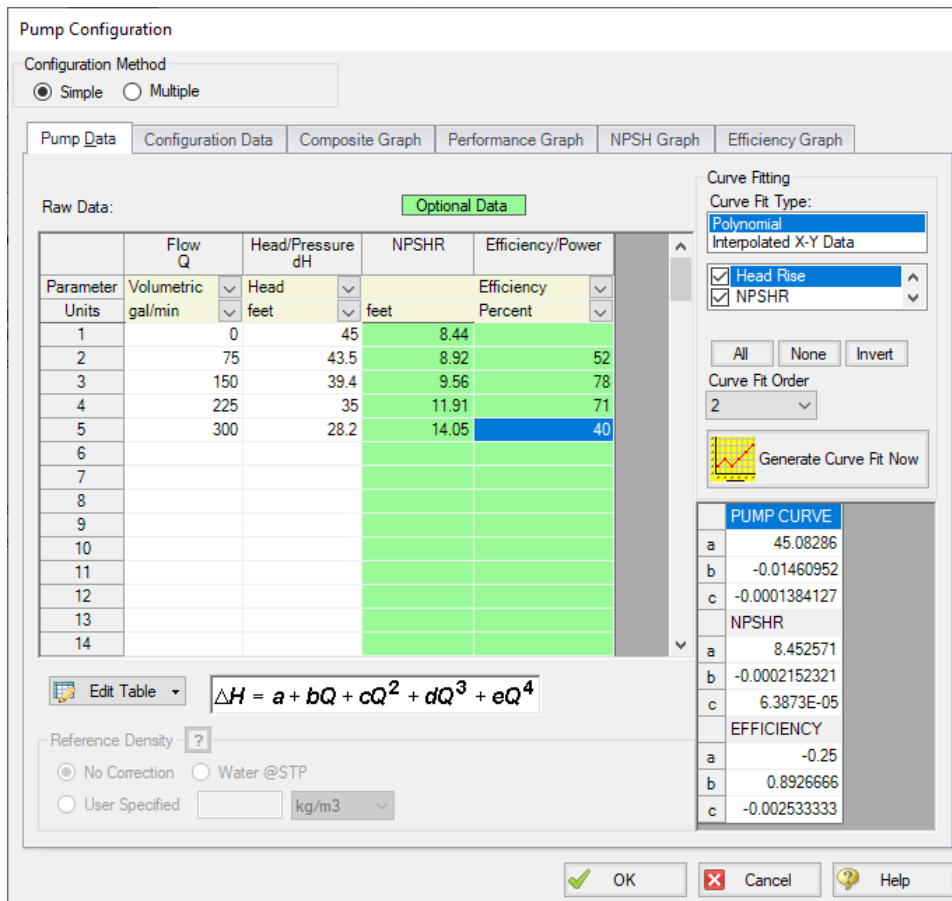 Pump Configuration
Configuration Method
Simple Multiple
Pump Data Configuration Data Composite Graph Performance Graph NPSH Graph Efficiency Graph
Raw Data: Optional Data
Flow Q Head/Pressure dH NPSHR Efficiency/Power
Parameter Volumetric Head Efficiency
Units gal/min feet feet Percent
1 0 45 8.44
2 75 43.5 8.92 52
3 150 39.4 9.56 78
4 225 35 11.91 71
5 300 28.2 14.05 40
6
7
8
9
10
11
12
13
14
Edit Table ΔH = a + bQ + cQ² + dQ³ + eQ⁴
Reference Density ?
No Correction Water @STP
User Specified kg/m3
Curve Fitting
Curve Fit Type:
Polynomial
Interpolated X-Y Data
Head Rise
NPSHR
All None Invert
Curve Fit Order
2
Generate Curve Fit Now
PUMP CURVE
a 45.08286
b -0.01460952
c -0.0001384127
NPSHR
a 8.452571
b -0.0002152321
c 6.3873E-05
EFFICIENCY
a -0.25
b 0.8926666
c -0.002533333
OK Cancel Help